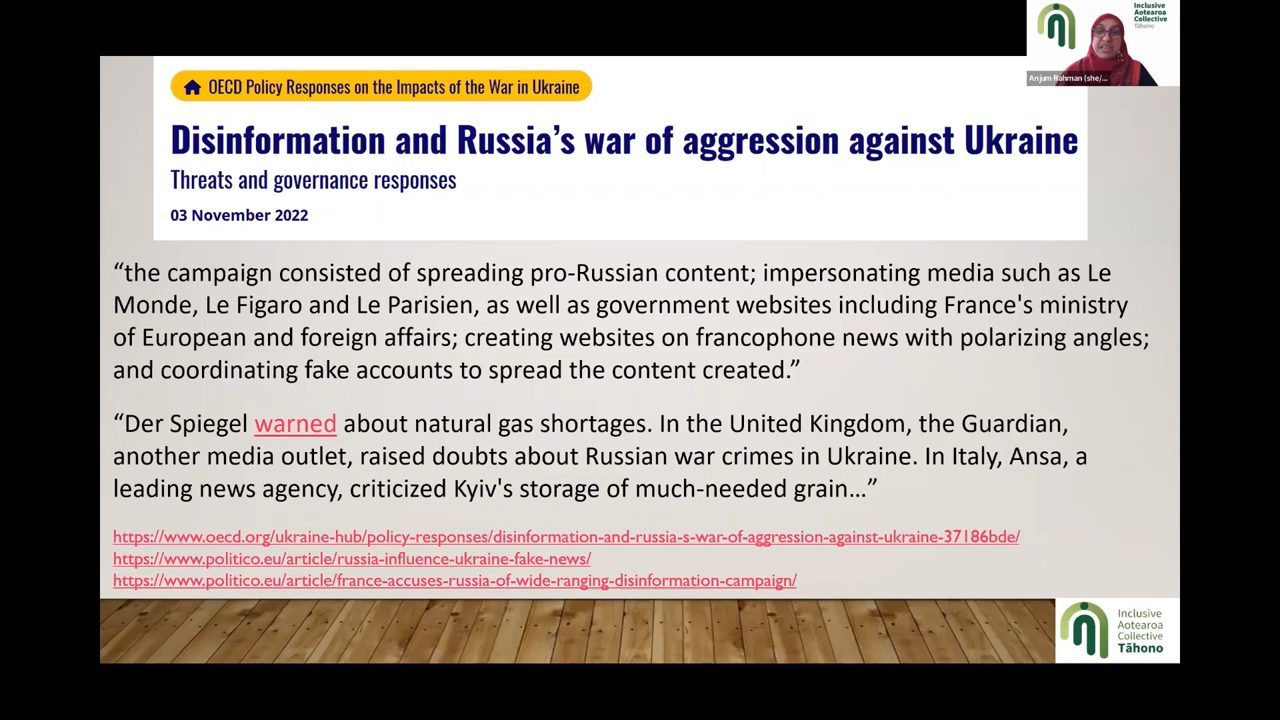 Inclusive
Aotearoa
Collective
Tāhono
Anjum Rahman (she/...
OECD Policy Responses on the Impacts of the War in Ukraine
Disinformation and Russia’s war of aggression against Ukraine
Threats and governance responses
03 November 2022
“the campaign consisted of spreading pro-Russian content; impersonating media such as Le
Monde, Le Figaro and Le Parisien, as well as government websites including France's ministry
of European and foreign affairs; creating websites on francophone news with polarizing angles;
and coordinating fake accounts to spread the content created.”
“Der Spiegel warned about natural gas shortages. In the United Kingdom, the Guardian,
another media outlet, raised doubts about Russian war crimes in Ukraine. In Italy, Ansa, a
leading news agency, criticized Kyiv's storage of much-needed grain…”
https://www.oecd.org/ukraine-hub/policy-responses/disinformation-and-russia-s-war-of-aggression-against-ukraine-37186bde/
https://www.politico.eu/article/russia-influence-ukraine-fake-news/
https://www.politico.eu/article/france-accuses-russia-of-wide-ranging-disinformation-campaign/
Inclusive
Aotearoa
Collective
Tāhono